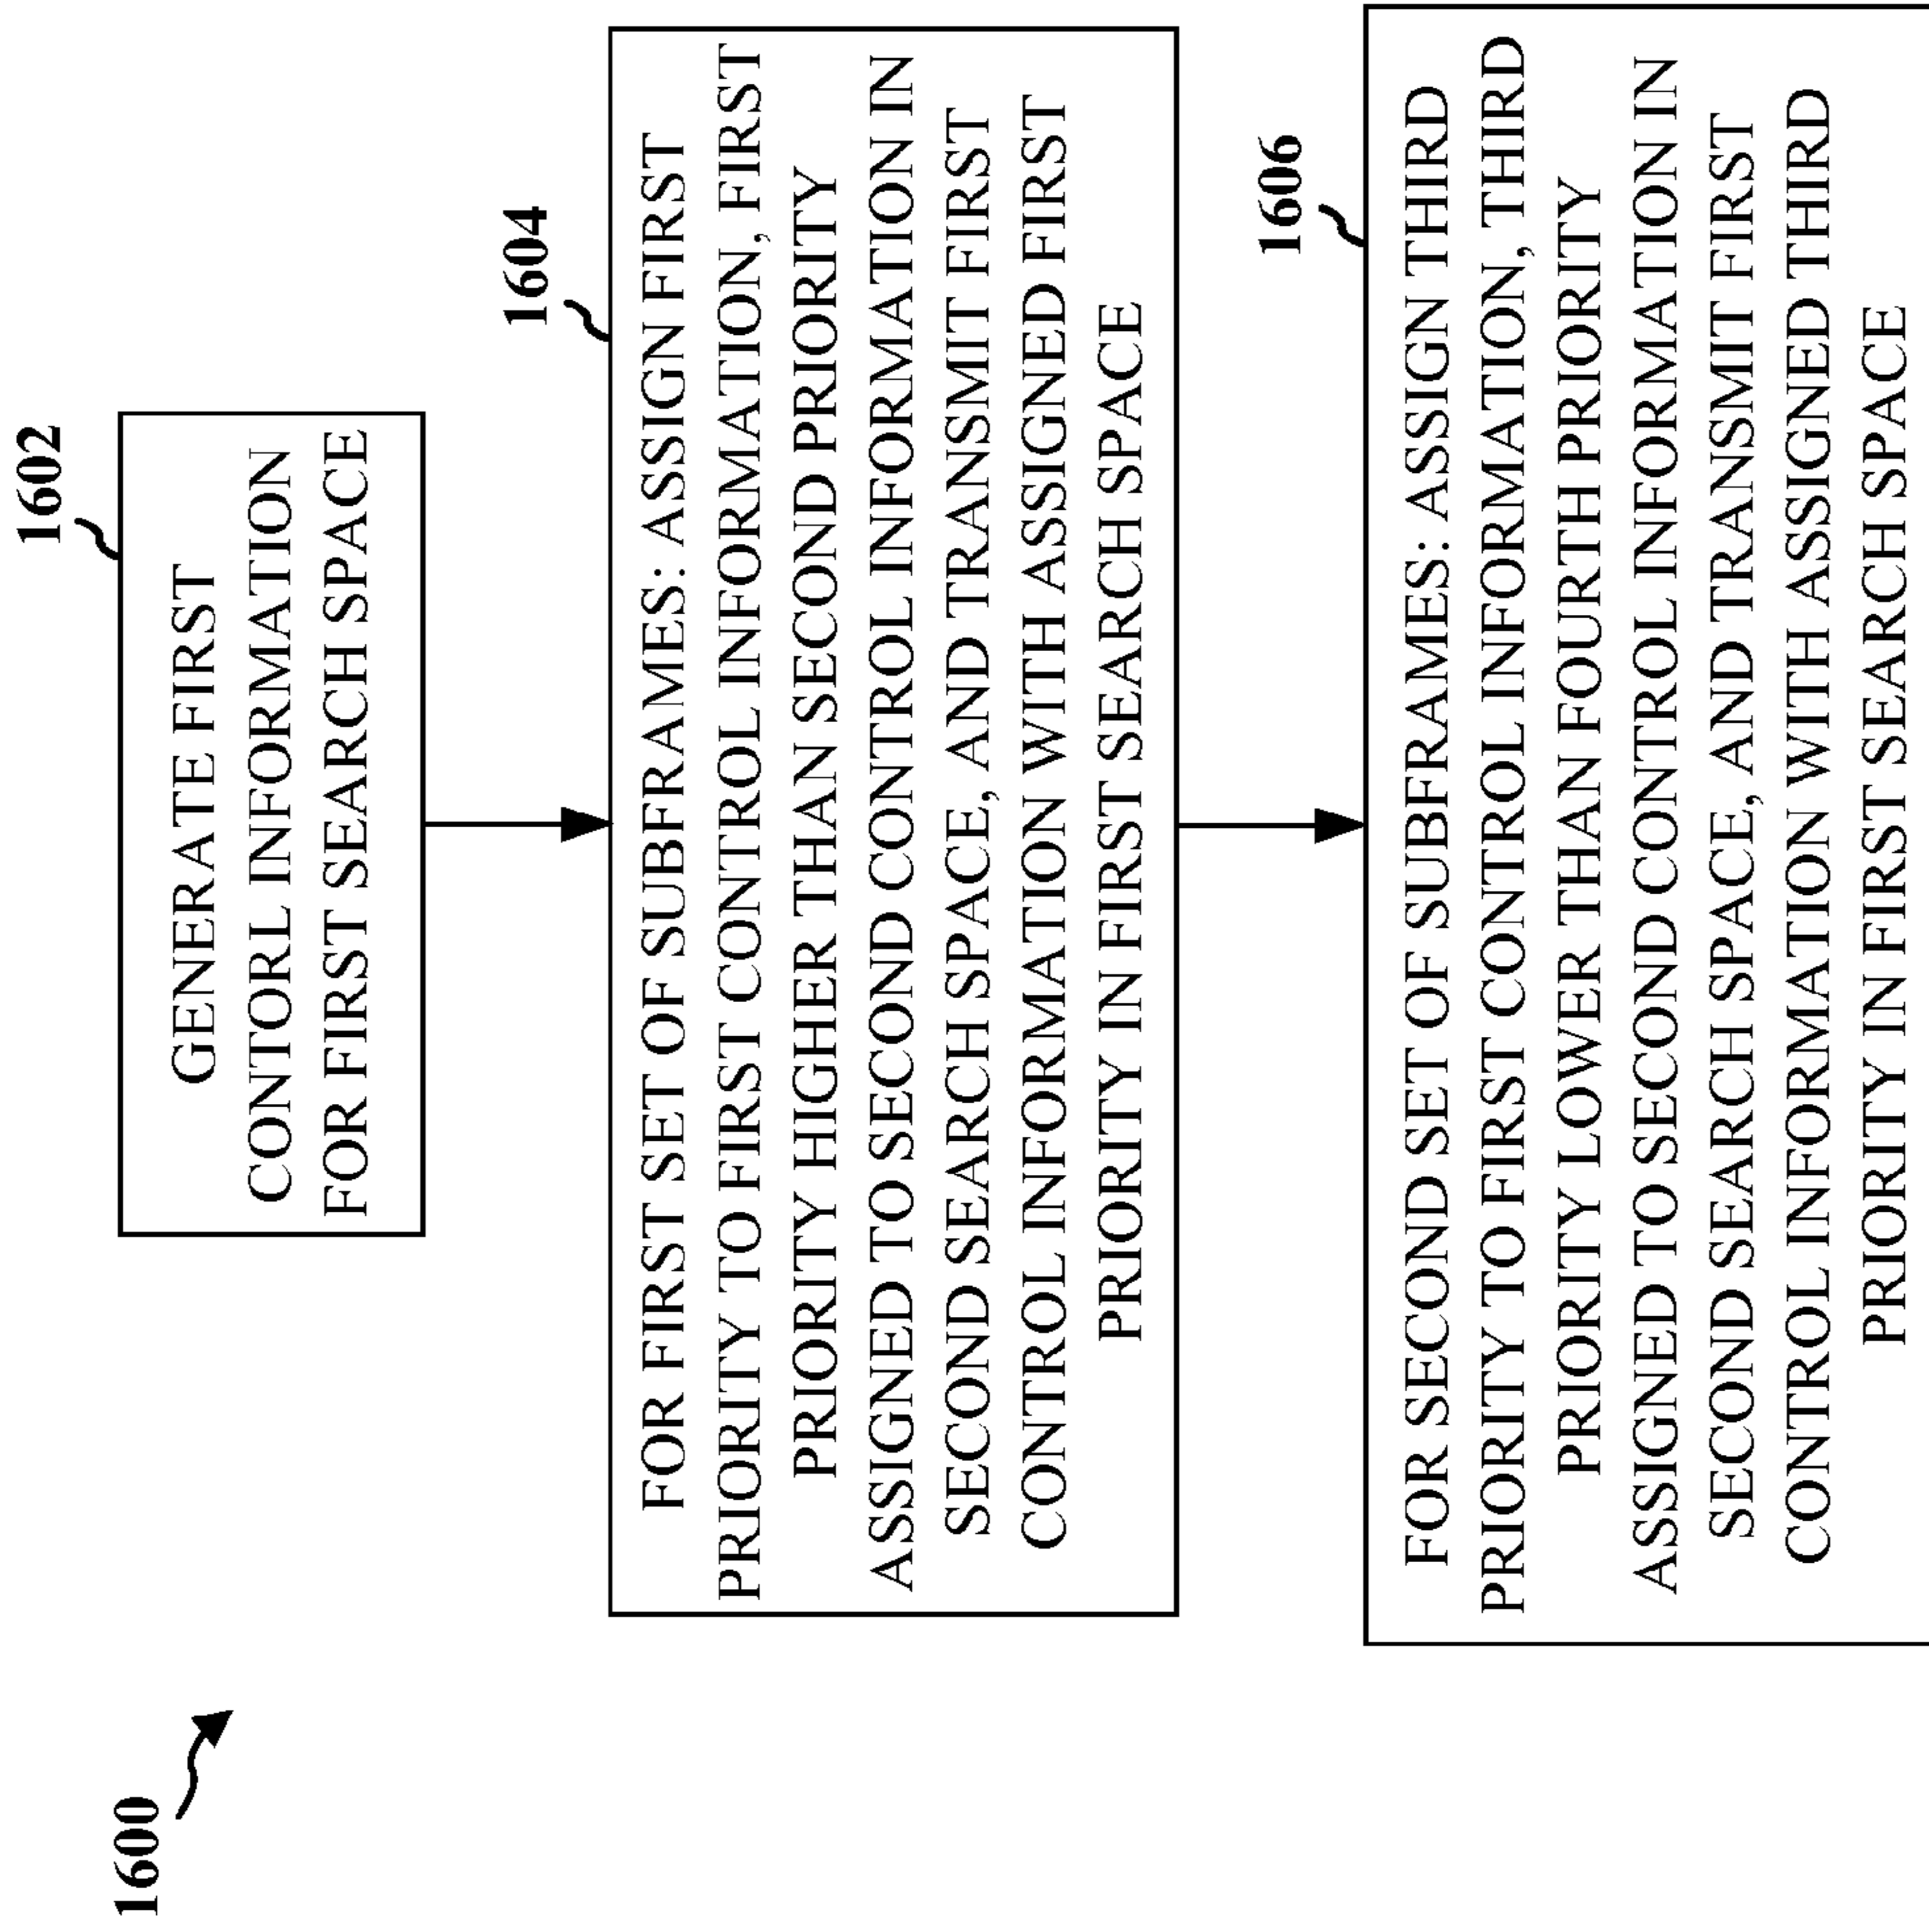 1600
1602
GENERATE FIRST
CONTORL INFORMATION
FOR FIRST SEARCH SPACE
1604
FOR FIRST SET OF SUBFRAMES: ASSIGN FIRST
PRIORITY TO FIRST CONTROL INFORMATION, FIRST
PRIORITY HIGHER THAN SECOND PRIORITY
ASSIGNED TO SECOND CONTROL INFORMATION IN
SECOND SEARCH SPACE, AND TRANSMIT FIRST
CONTROL INFORMATION WITH ASSIGNED FIRST
PRIORITY IN FIRST SEARCH SPACE
1606
FOR SECOND SET OF SUBFRAMES: ASSIGN THIRD
PRIORITY TO FIRST CONTROL INFORMATION, THIRD
PRIORITY LOWER THAN FOURTH PRIORITY
ASSIGNED TO SECOND CONTROL INFORMATION IN
SECOND SEARCH SPACE, AND TRANSMIT FIRST
CONTROL INFORMATION WITH ASSIGNED THIRD
PRIORITY IN FIRST SEARCH SPACE